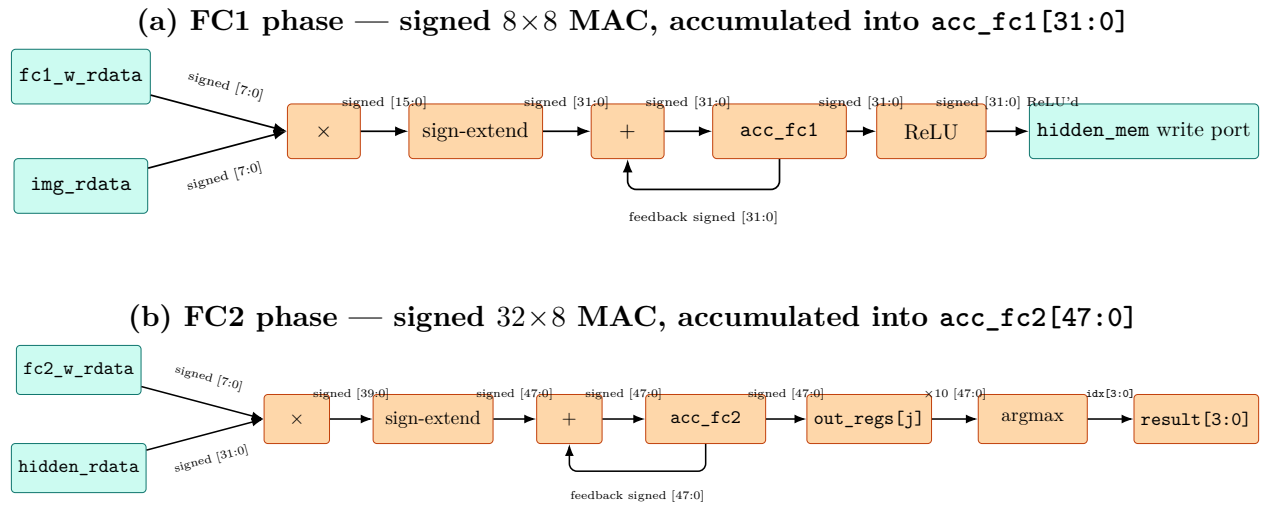 (a) FC1 phase — signed 8×8 MAC, accumulated into acc_fc1[31:0]
fc1_w_rdata
signed [7:0]
img_rdata
signed [7:0]
×
signed [15:0]
sign-extend
signed [31:0]
+
signed [31:0]
acc_fc1
signed [31:0]
ReLU
signed [31:0] ReLU'd
hidden_mem write port
feedback signed [31:0]
(b) FC2 phase — signed 32×8 MAC, accumulated into acc_fc2[47:0]
fc2_w_rdata
signed [7:0]
hidden_rdata
signed [31:0]
×
signed [39:0]
sign-extend
signed [47:0]
+
signed [47:0]
acc_fc2
signed [47:0]
out_regs[j]
×10 [47:0]
argmax
idx[3:0]
result[3:0]
feedback signed [47:0]